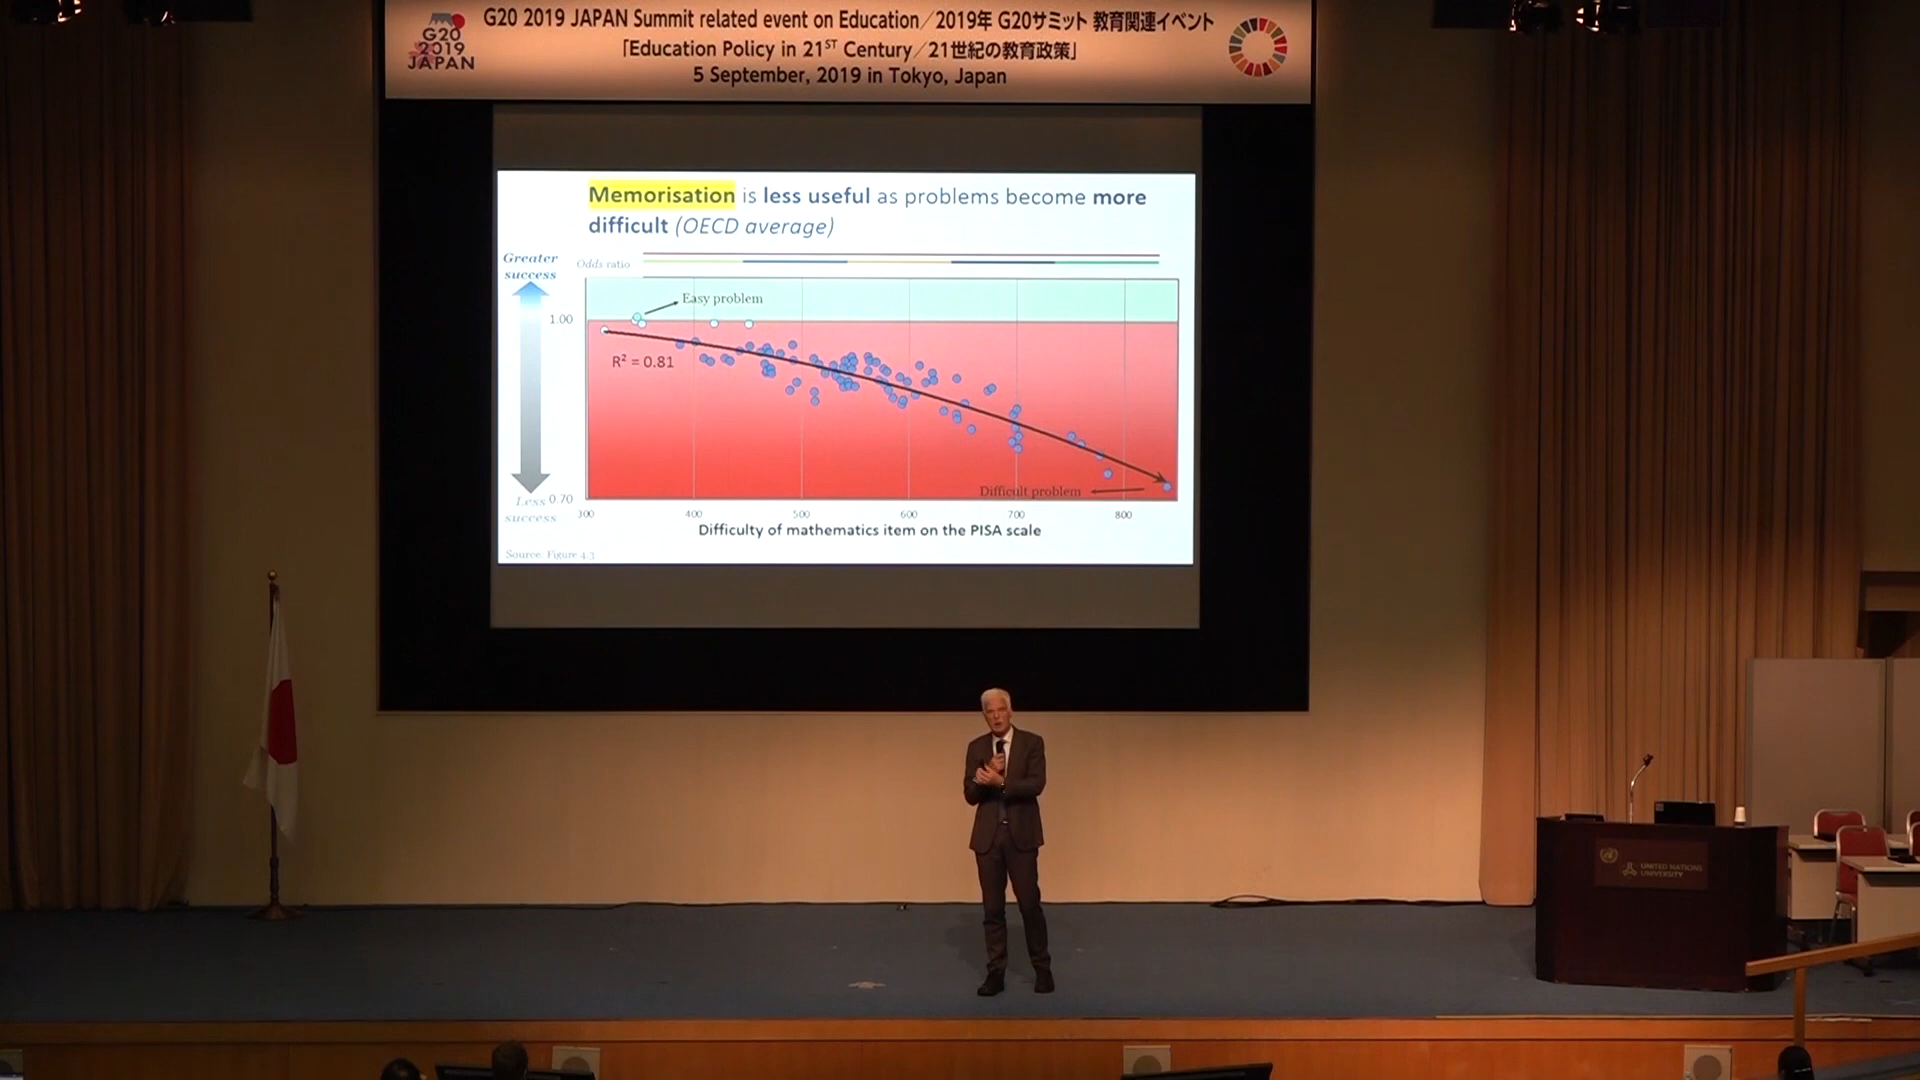 G20 2019 JAPAN Summit related event on Education／2019年 G20サミット 教育関連イベント
「Education Policy in 21ST Century／21世紀の教育政策」
5 September, 2019 in Tokyo, Japan
G20
2019
JAPAN
Memorisation is less useful as problems become more
difficult (OECD average)
Greater
success
Odds ratio
Easy problem
1.00
R² = 0.81
Difficult problem
Less
success
0.70
300 400 500 600 700 800
Difficulty of mathematics item on the PISA scale
Source: Figure 4.3
UNITED NATIONS
UNIVERSITY